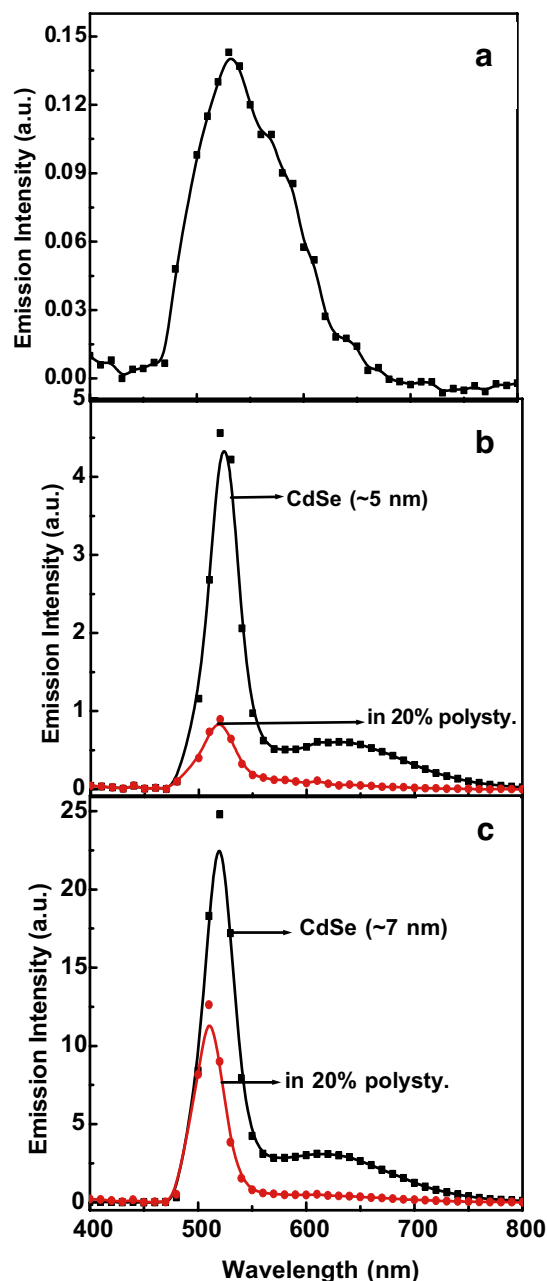 a
0.15
0.12
0.09
0.06
0.03
0.00
Emission Intensity (a.u.)
b
5
4
3
2
1
0
Emission Intensity (a.u.)
CdSe (~5 nm)
in 20% polysty.
c
25
20
15
10
5
0
Emission Intensity (a.u.)
CdSe (~7 nm)
in 20% polysty.
400 500 600 700 800
Wavelength (nm)